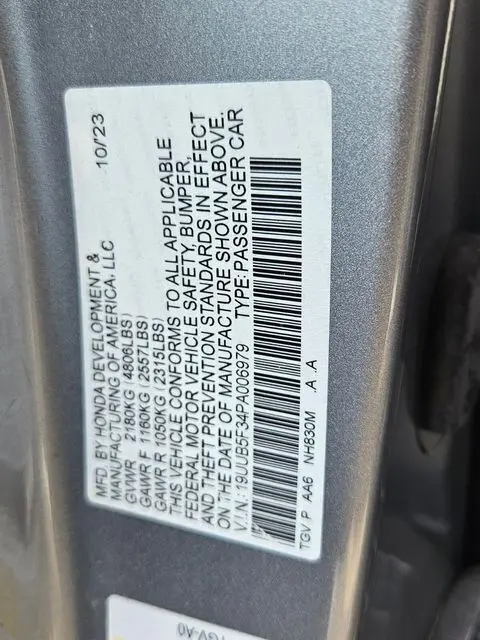 MFD. BY HONDA DEVELOPMENT & 10/23
MANUFACTURING OF AMERICA, LLC
GVWR 2180KG (4806LBS)
GAWR F 1160KG (2557LBS)
GAWR R 1050KG (2315LBS)
THIS VEHICLE CONFORMS TO ALL APPLICABLE
FEDERAL MOTOR VEHICLE SAFETY, BUMPER,
AND THEFT PREVENTION STANDARDS IN EFFECT
ON THE DATE OF MANUFACTURE SHOWN ABOVE.
V.I.N.:19UUB5F34PA006979 TYPE:PASSENGER CAR
TGV P AA6 NH830M .A .A
TGV-A0